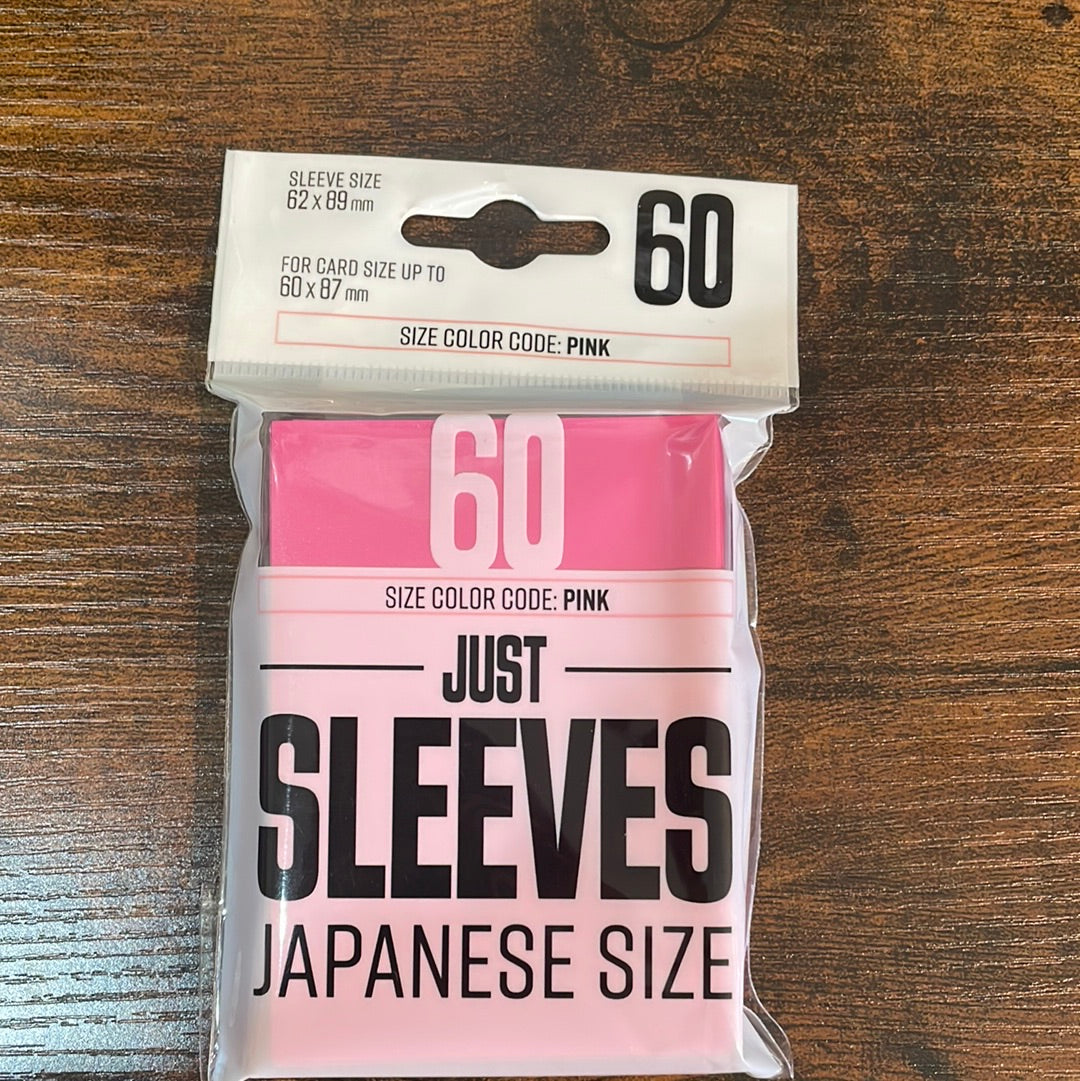 SLEEVE SIZE
62 x 89 mm
60
FOR CARD SIZE UP TO
60 x 87 mm
SIZE COLOR CODE: PINK
60
SIZE COLOR CODE: PINK
JUST
SLEEVES
JAPANESE SIZE